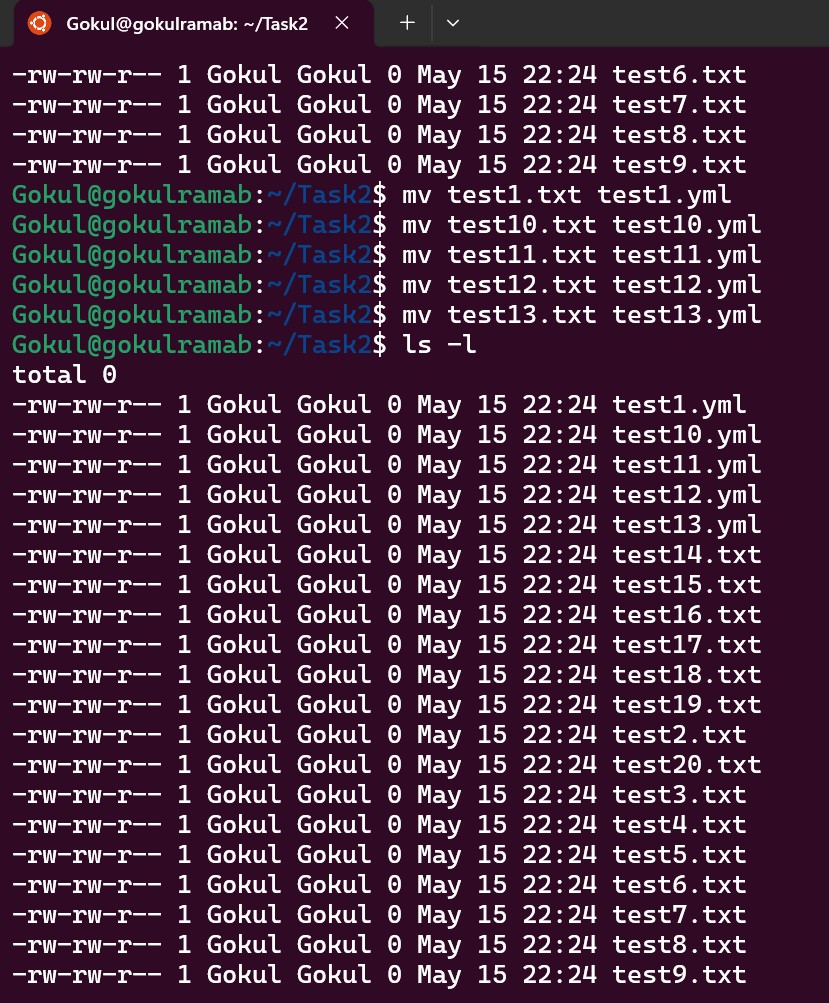 Gokul@gokulramab: ~/Task2
-rw-rw-r-- 1 Gokul Gokul 0 May 15 22:24 test6.txt
-rw-rw-r-- 1 Gokul Gokul 0 May 15 22:24 test7.txt
-rw-rw-r-- 1 Gokul Gokul 0 May 15 22:24 test8.txt
-rw-rw-r-- 1 Gokul Gokul 0 May 15 22:24 test9.txt
Gokul@gokulramab:~/Task2$ mv test1.txt test1.yml
Gokul@gokulramab:~/Task2$ mv test10.txt test10.yml
Gokul@gokulramab:~/Task2$ mv test11.txt test11.yml
Gokul@gokulramab:~/Task2$ mv test12.txt test12.yml
Gokul@gokulramab:~/Task2$ mv test13.txt test13.yml
Gokul@gokulramab:~/Task2$ ls -l
total 0
-rw-rw-r-- 1 Gokul Gokul 0 May 15 22:24 test1.yml
-rw-rw-r-- 1 Gokul Gokul 0 May 15 22:24 test10.yml
-rw-rw-r-- 1 Gokul Gokul 0 May 15 22:24 test11.yml
-rw-rw-r-- 1 Gokul Gokul 0 May 15 22:24 test12.yml
-rw-rw-r-- 1 Gokul Gokul 0 May 15 22:24 test13.yml
-rw-rw-r-- 1 Gokul Gokul 0 May 15 22:24 test14.txt
-rw-rw-r-- 1 Gokul Gokul 0 May 15 22:24 test15.txt
-rw-rw-r-- 1 Gokul Gokul 0 May 15 22:24 test16.txt
-rw-rw-r-- 1 Gokul Gokul 0 May 15 22:24 test17.txt
-rw-rw-r-- 1 Gokul Gokul 0 May 15 22:24 test18.txt
-rw-rw-r-- 1 Gokul Gokul 0 May 15 22:24 test19.txt
-rw-rw-r-- 1 Gokul Gokul 0 May 15 22:24 test2.txt
-rw-rw-r-- 1 Gokul Gokul 0 May 15 22:24 test20.txt
-rw-rw-r-- 1 Gokul Gokul 0 May 15 22:24 test3.txt
-rw-rw-r-- 1 Gokul Gokul 0 May 15 22:24 test4.txt
-rw-rw-r-- 1 Gokul Gokul 0 May 15 22:24 test5.txt
-rw-rw-r-- 1 Gokul Gokul 0 May 15 22:24 test6.txt
-rw-rw-r-- 1 Gokul Gokul 0 May 15 22:24 test7.txt
-rw-rw-r-- 1 Gokul Gokul 0 May 15 22:24 test8.txt
-rw-rw-r-- 1 Gokul Gokul 0 May 15 22:24 test9.txt